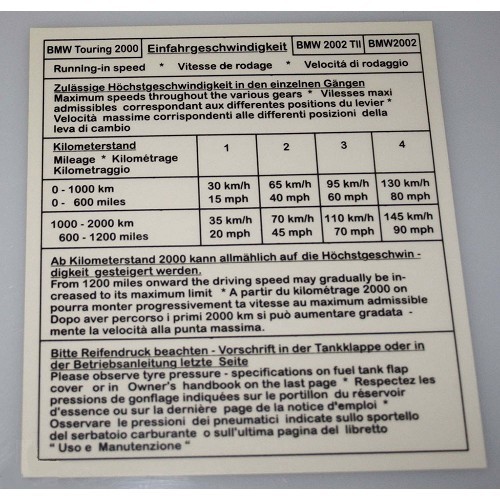 BMW Touring 2000 Einfahrgeschwindigkeit BMW 2002 TII BMW2002
Running-in speed * Vitesse de rodage * Velocità di rodaggio
Zulässige Höchstgeschwindigkeit in den einzelnen Gängen
Maximum speeds throughout the various gears * Vilesses maxi
admissibles correspondant aux differentes positions du levier *
Velocità massime corrispondenti alle differenti posizioni della
leva di cambio
Kilometerstand
Mileage * Kilométrage
Kilometraggio
1 2 3 4
0 - 1000 km 30 km/h 65 km/h 95 km/h 130 km/h
0 - 600 miles 15 mph 40 mph 60 mph 80 mph
1000 - 2000 km 35 km/h 70 km/h 110 km/h 145 km/h
600 - 1200 miles 20 mph 45 mph 70 mph 90 mph
Ab Kilometerstand 2000 kann allmählich auf die Höchstgeschwin -
digkeit gesteigert werden.
From 1200 miles onward the driving speed may gradually be in-
creased to its maximum limit * A partir du kilométrage 2000 on
pourra monter progressivement ta vitesse au maximum admissible
Dopo aver percorso i primi 2000 km si può aumentare gradata -
mente la velocità alla punta massima.
Bitte Reifendruck beachten - Vorschrift in der Tankklappe oder in
der Betriebsanleitung letzte Seite
Please observe tyre pressure - specifications on fuel tank flap
cover or in Owner's handbook on the last page * Respectez les
pressions de gonflage indiquées sur le portillon du réservoir
d'essence ou sur la dernière page de la notice d'emploi *
Osservare le pressioni dei pneumatici indicate sullo sportello
del serbatoio carburante o sull'ultima pagina del libretto
" Uso e Manutenzione "